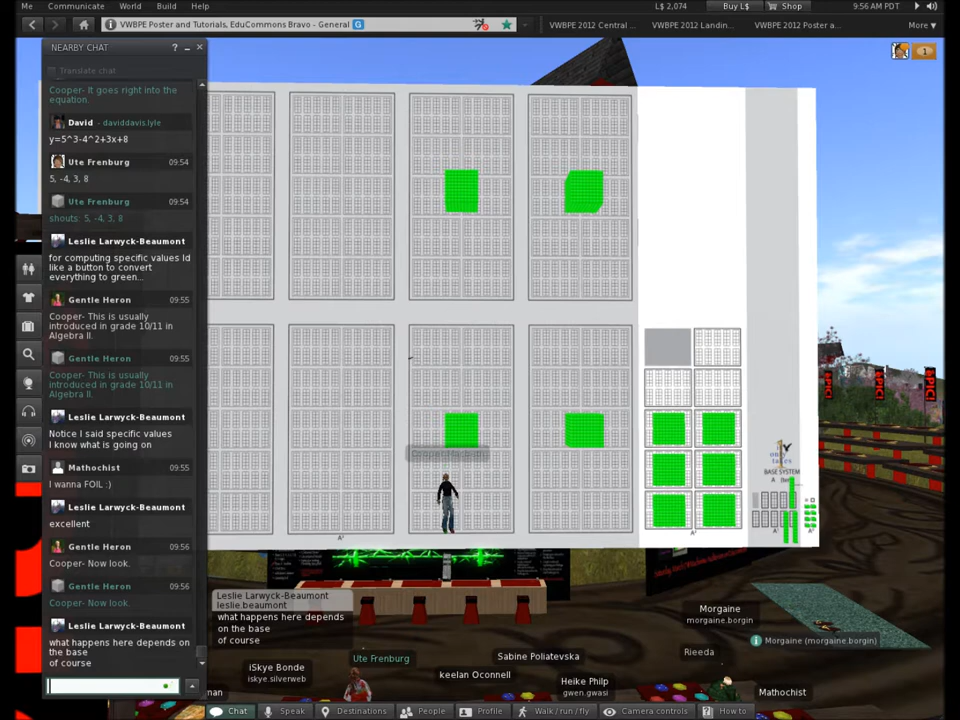 Me Communicate World Build Help
L$ 2,074 Buy L$ Shop 9:56 AM PDT
VWBPE Poster and Tutorials, EduCommons Bravo - General G
VWBPE 2012 Central ... VWBPE 2012 Landin... VWBPE 2012 Poster a... More ▼
1
NEARBY CHAT ? _ ×
Translate chat
Cooper- It goes right into the
equation.
David - daviddavis.lyle
y=5^3-4^2+3x+8
Ute Frenburg 09:54
5, -4, 3, 8
Ute Frenburg 09:54
shouts: 5, -4, 3, 8
Leslie Larwyck-Beaumont
for computing specific values Id
like a button to convert
everything to green...
Gentle Heron 09:55
Cooper- This is usually
introduced in grade 10/11 in
Algebra II.
Gentle Heron 09:55
Cooper- This is usually
introduced in grade 10/11 in
Algebra II.
Leslie Larwyck-Beaumont
Notice I said specific values
I know what is going on
Mathochist 09:55
I wanna FOIL :)
Leslie Larwyck-Beaumont
excellent
Gentle Heron 09:56
Cooper- Now look.
Gentle Heron 09:56
Cooper- Now look.
Leslie Larwyck-Beaumont
what happens here depends on
the base
of course
BASE SYSTEM
EPIC!
EPIC!
EPIC!
Leslie Larwyck-Beaumont
leslie.beaumont
what happens here depends
on the base
of course
Morgaine
morgaine.borgin
Morgaine (morgaine.borgin)
Rieeda
Sabine Poliatevska
Ute Frenburg
iSkye Bonde
iskye.silverweb
keelan Oconnell
Heike Philp
gwen.gwasi
Mathochist
man
Chat Speak Destinations People Profile Walk / run / fly Camera controls How to